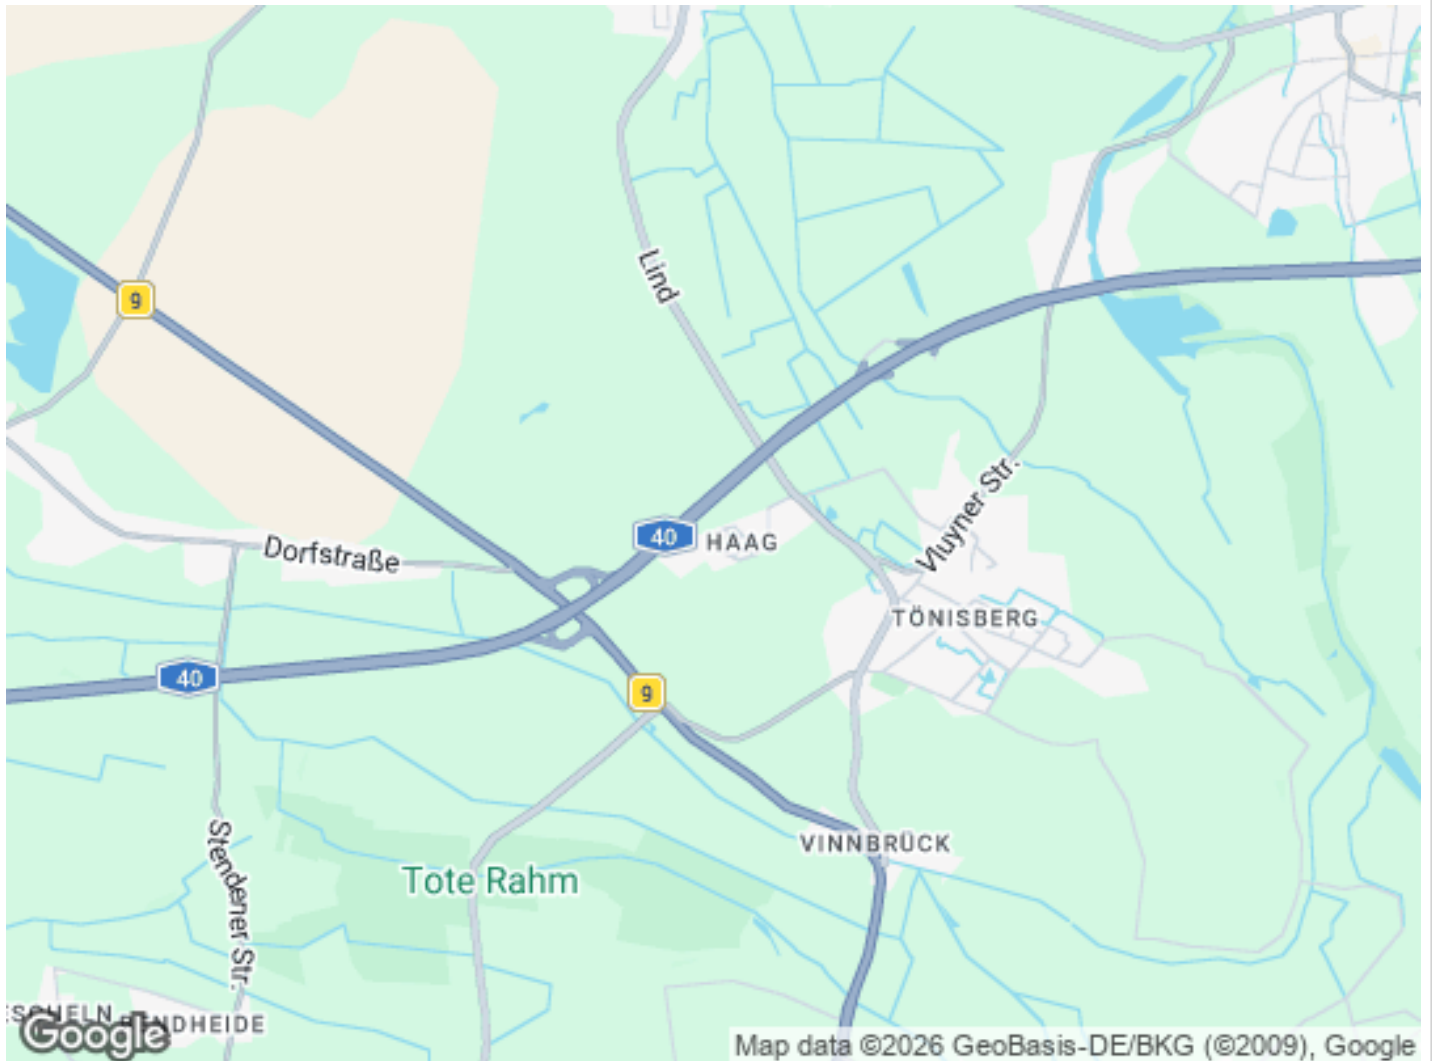 9
Lind
Vluyner Str.
40
HAAG
Dorfstraße
TÖNISBERG
40
9
VINNBRÜCK
Tote Rahm
Stendener Str.
Google
Map data ©2026 GeoBasis-DE/BKG (©2009), Google